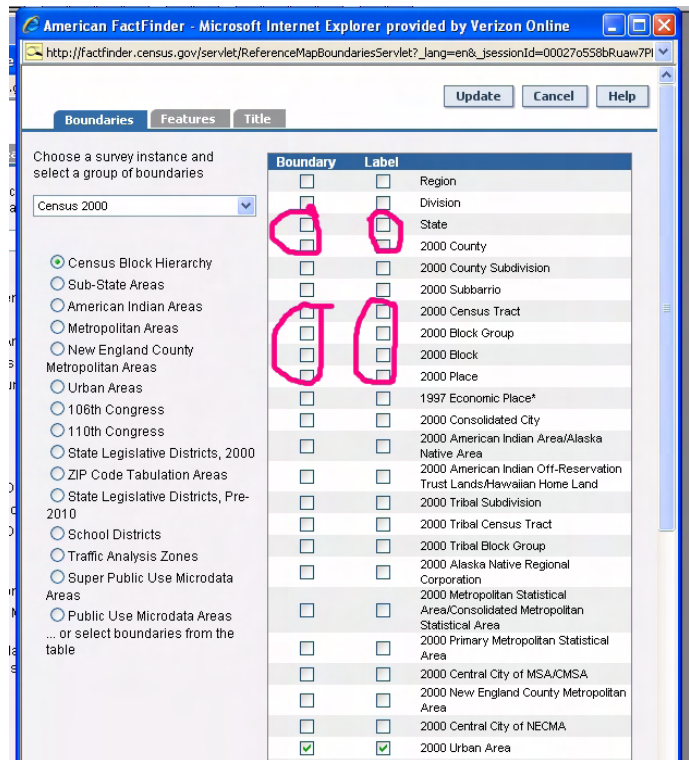 American FactFinder - Microsoft Internet Explorer provided by Verizon Online
http://factfinder.census.gov/servlet/ReferenceMapBoundariesServlet?_lang=en&_jsessionId=00027o5S8bRuaw7Pl
Update Cancel Help
Boundaries Features Title
Choose a survey instance and
select a group of boundaries
Census 2000
Census Block Hierarchy
Sub-State Areas
American Indian Areas
Metropolitan Areas
New England County
Metropolitan Areas
Urban Areas
106th Congress
110th Congress
State Legislative Districts, 2000
ZIP Code Tabulation Areas
State Legislative Districts, Pre-
2010
School Districts
Traffic Analysis Zones
Super Public Use Microdata
Areas
Public Use Microdata Areas
... or select boundaries from the
table
Boundary Label
Region
Division
State
2000 County
2000 County Subdivision
2000 Subbarrio
2000 Census Tract
2000 Block Group
2000 Block
2000 Place
1997 Economic Place*
2000 Consolidated City
2000 American Indian Area/Alaska
Native Area
2000 American Indian Off-Reservation
Trust Lands/Hawaiian Home Land
2000 Tribal Subdivision
2000 Tribal Census Tract
2000 Tribal Block Group
2000 Alaska Native Regional
Corporation
2000 Metropolitan Statistical
Area/Consolidated Metropolitan
Statistical Area
2000 Primary Metropolitan Statistical
Area
2000 Central City of MSA/CMSA
2000 New England County Metropolitan
Area
2000 Central City of NECMA
2000 Urban Area